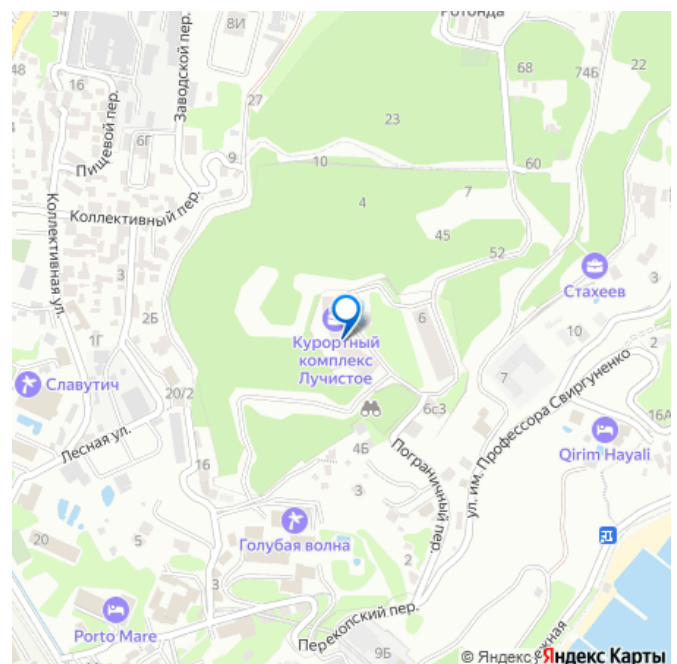 54
8И
Ротонда
48
16
Заводской пер.
68
74Б
22
27
23
Пищевой пер.
6Г
9
10
60
Коллективный пер.
4
7
Коллективная ул.
45
52
3
Стахеев
3
2Б
1Г
6
10
2
Курортный
комплекс
Лучистое
7
Славутич
20/2
6с3
ул. им. Профессора Свиргуненко
16А
Лесная ул.
4Б
Qirim Hayali
16
Пограничный пер.
3
5
Голубая волна
20
2
3
Porto Mare
Перекопский пер.
9Б
© Яндекс Яндекс Карты